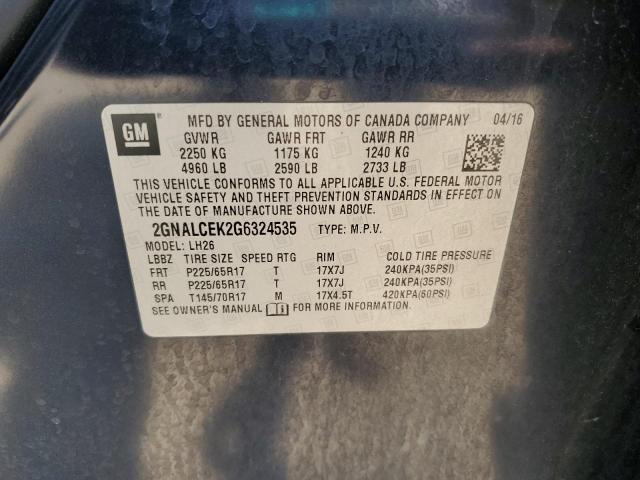 GM
MFD BY GENERAL MOTORS OF CANADA COMPANY 04/16
GVWR GAWR FRT GAWR RR
2250 KG 1175 KG 1240 KG
4960 LB 2590 LB 2733 LB
THIS VEHICLE CONFORMS TO ALL APPLICABLE U.S. FEDERAL MOTOR
VEHICLE SAFETY AND THEFT PREVENTION STANDARDS IN EFFECT ON
THE DATE OF MANUFACTURE SHOWN ABOVE.
2GNALCEK2G6324535 TYPE: M.P.V.
MODEL: LH26
LBBZ TIRE SIZE SPEED RTG RIM COLD TIRE PRESSURE
FRT P225/65R17 T 17X7J 240KPA(35PSI)
RR P225/65R17 T 17X7J 240KPA(35PSI)
SPA T145/70R17 M 17X4.5T 420KPA(60PSI)
SEE OWNER'S MANUAL FOR MORE INFORMATION